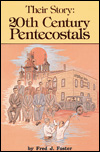 Their Story:
20th Century
Pentecostals
by Fred J. Foster